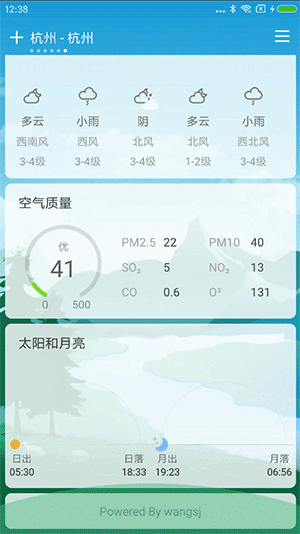 12:38
杭州 - 杭州
多云 小雨 阴 多云 小雨
西南风 西风 北风 北风 西北风
3-4级 3-4级 3-4级 1-2级 3-4级
空气质量
优
41
0 500
PM2.5 22 PM10 40
SO₂ 5 NO₂ 13
CO 0.6 O³ 131
太阳和月亮
日出 日落 月出 月落
05:30 18:33 19:23 06:56
Powered By wangsj